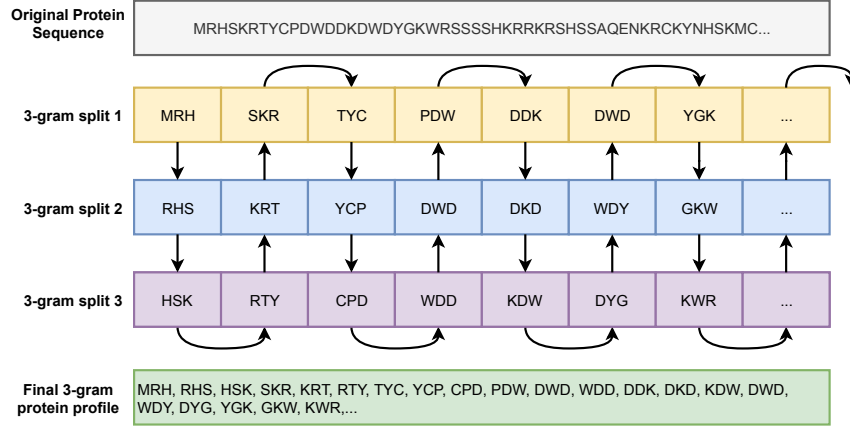 Original Protein
Sequence
MRHSKRTYCPDWDDKDWDYGKWRSSSSHKRRKRSHSSAQENKRCKYNHSKMC...
3-gram split 1
MRH SKR TYC PDW DDK DWD YGK ...
3-gram split 2
RHS KRT YCP DWD DKD WDY GKW ...
3-gram split 3
HSK RTY CPD WDD KDW DYG KWR ...
Final 3-gram
protein profile
MRH, RHS, HSK, SKR, KRT, RTY, TYC, YCP, CPD, PDW, DWD, WDD, DDK, DKD, KDW, DWD,
WDY, DYG, YGK, GKW, KWR,...